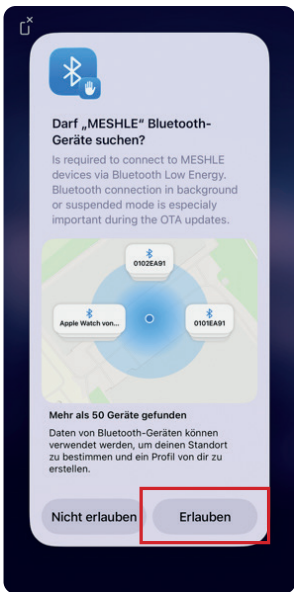 Darf „MESHLE“ Bluetooth-
Geräte suchen?
Is required to connect to MESHLE
devices via Bluetooth Low Energy.
Bluetooth connection in background
or suspended mode is especialy
important during the OTA updates.
0102EA91
Apple Watch von...
0101EA91
Mehr als 50 Geräte gefunden
Daten von Bluetooth-Geräten können
verwendet werden, um deinen Standort
zu bestimmen und ein Profil von dir zu
erstellen.
Nicht erlauben
Erlauben